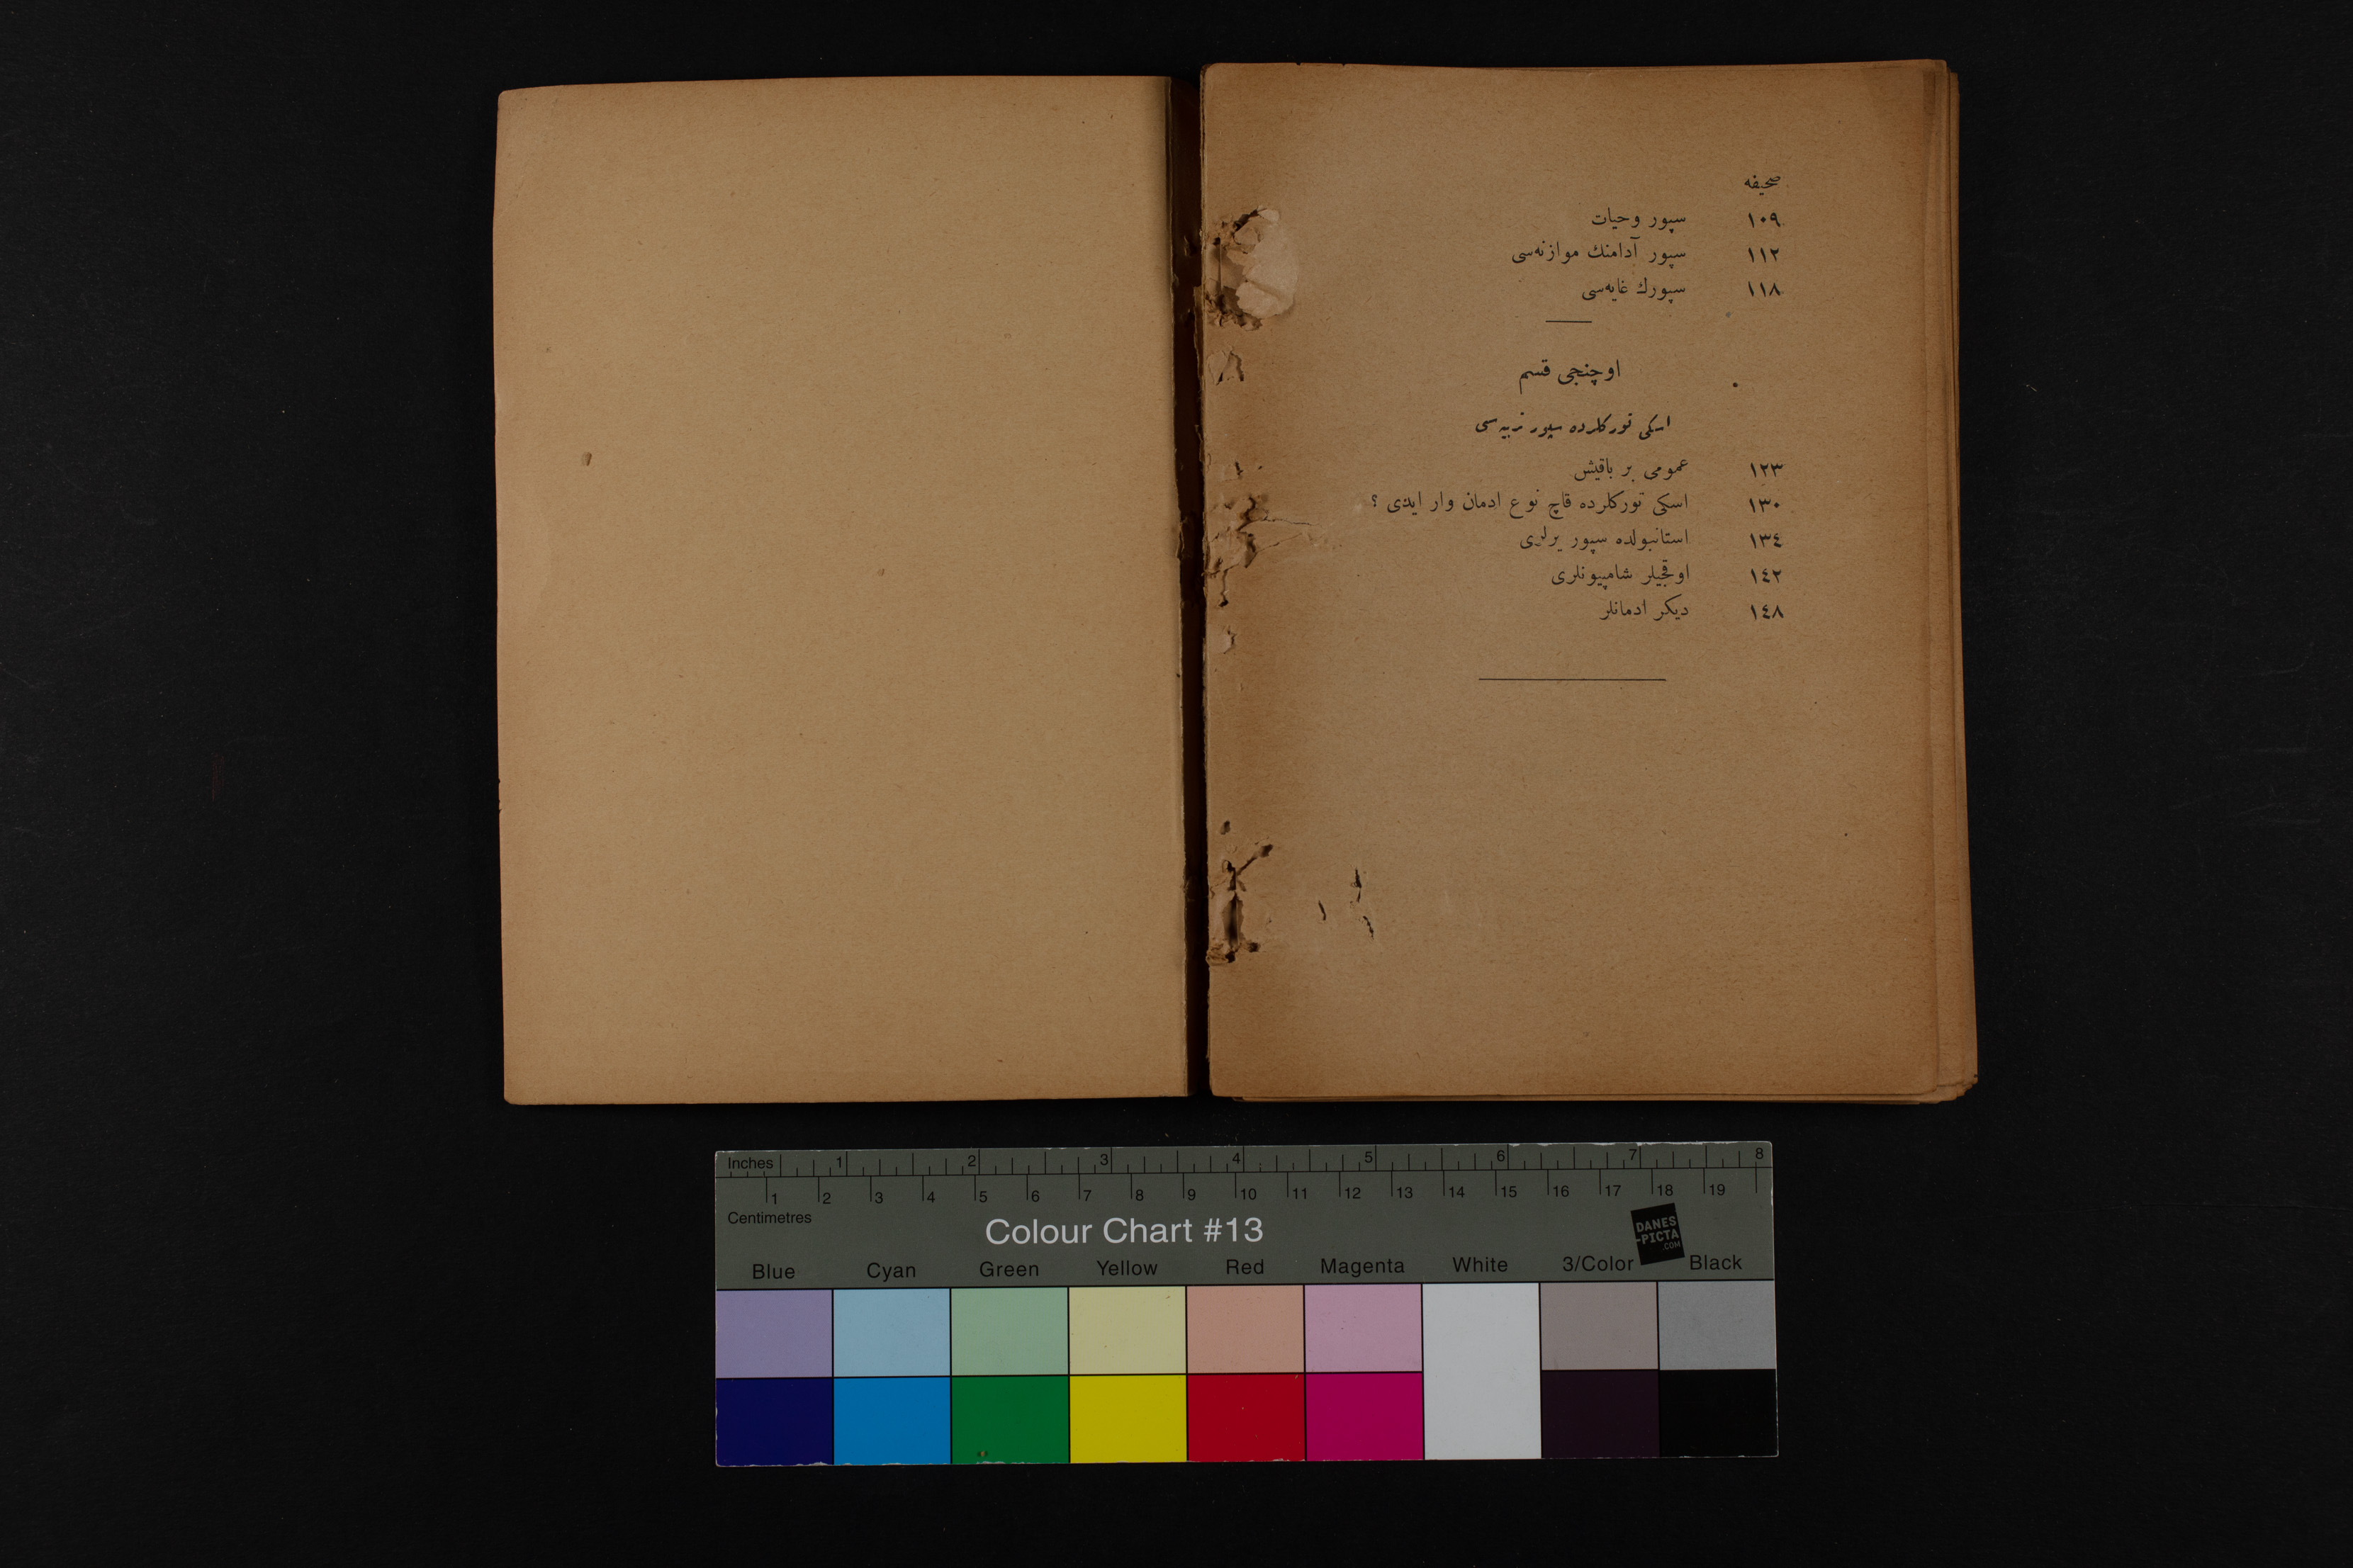 صحیفه
١٠٩ سپور وحیات
١١٢ سپور آدامنك موازنه‌سی
١١٨ سپورك غایه‌سی
اوچنجی قسم
اسكی تورکلرده سپور تربیه‌سی
١٢٣ عمومی بر باقیش
١٣٠ اسکی تورکلرده قاچ نوع ادمان وار ایدی ؟
١٣٤ استانبولده سپور یرلری
١٤٢ اوقجیلر شامپیونلری
١٤٨ دیکر ادمانلر
Inches 1 2 3 4 5 6 7 8
1 2 3 4 5 6 7 8 9 10 11 12 13 14 15 16 17 18 19
Centimetres
Colour Chart #13
DANES
-PICTA
.COM
Blue Cyan Green Yellow Red Magenta White 3/Color Black